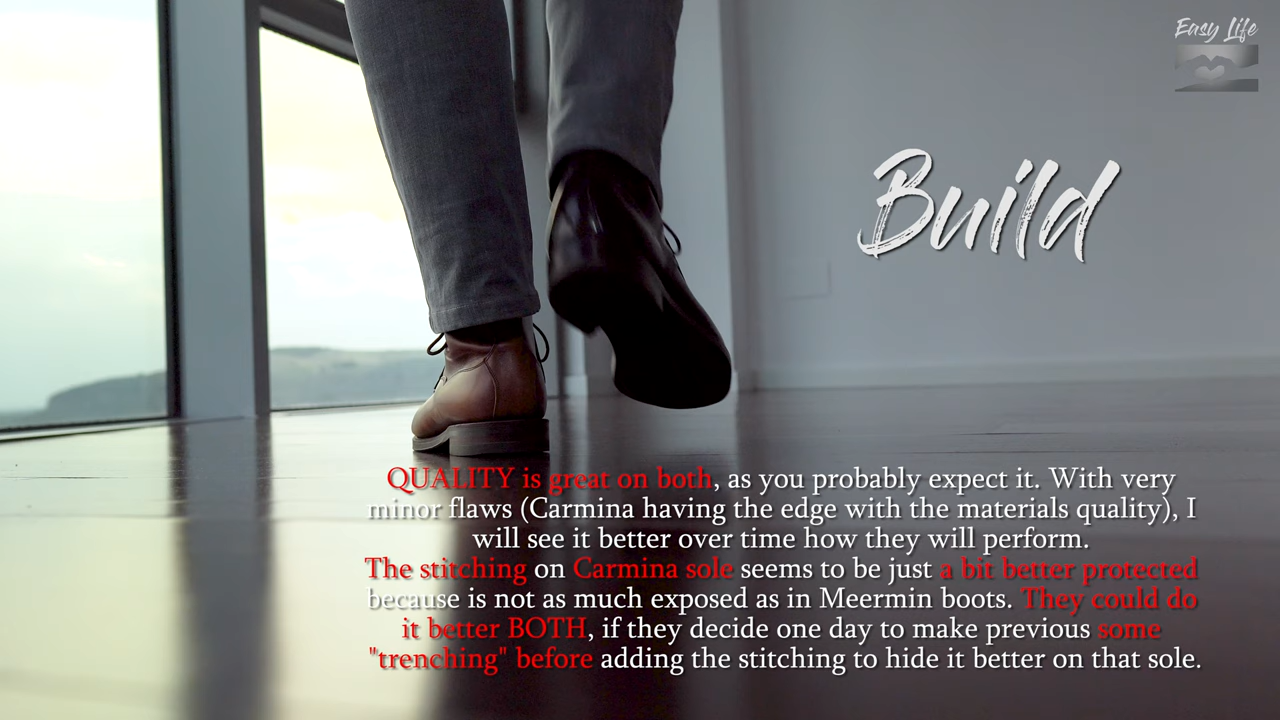 Easy Life
Build
QUALITY is great on both, as you probably expect it. With very
minor flaws (Carmina having the edge with the materials quality), I
will see it better over time how they will perform.
The stitching on Carmina sole seems to be just a bit better protected
because is not as much exposed as in Meermin boots. They could do
it better BOTH, if they decide one day to make previous some
"trenching" before adding the stitching to hide it better on that sole.